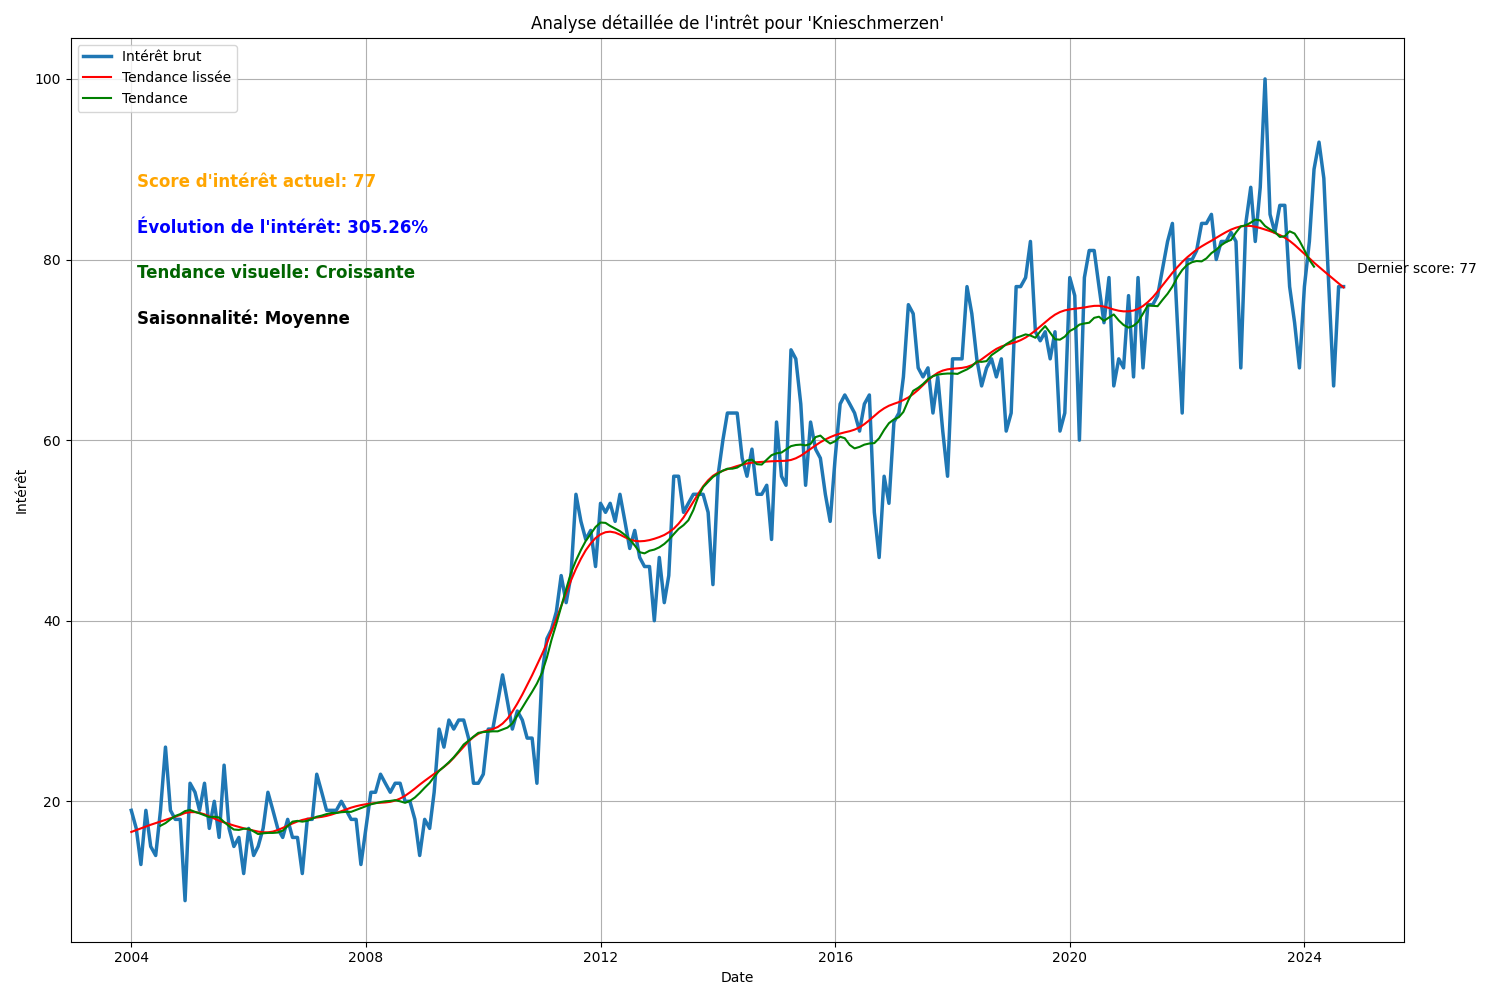 Analyse détaillée de l'intrêt pour 'Knieschmerzen'
Intérêt brut
Tendance lissée
Tendance
Score d'intérêt actuel: 77
Évolution de l'intérêt: 305.26%
Tendance visuelle: Croissante
Saisonnalité: Moyenne
Dernier score: 77
100
80
60
40
20
Intérêt
2004 2008 2012 2016 2020 2024
Date